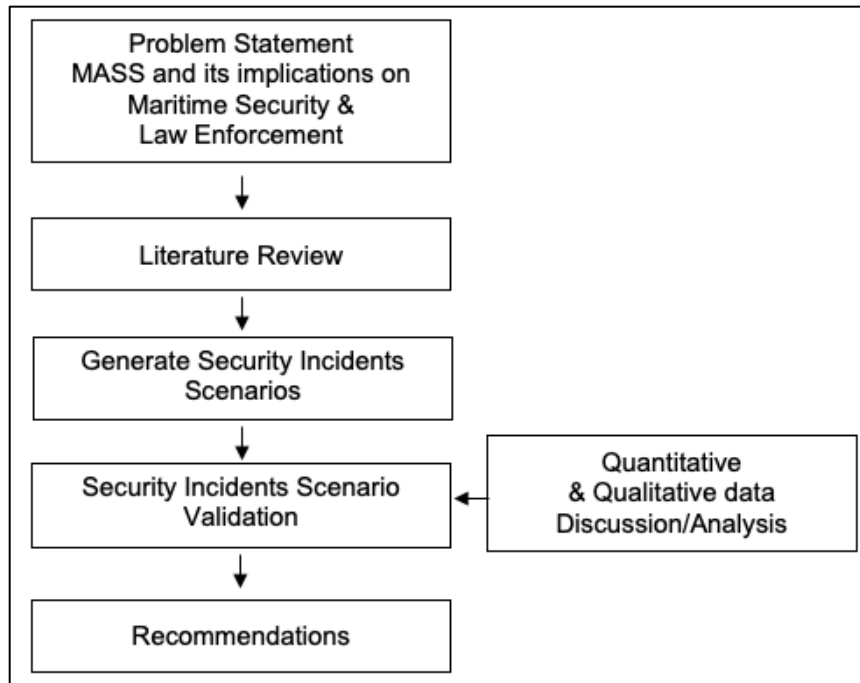 Problem Statement
MASS and its implications on
Maritime Security &
Law Enforcement
Literature Review
Generate Security Incidents
Scenarios
Security Incidents Scenario
Validation
Quantitative
& Qualitative data
Discussion/Analysis
Recommendations